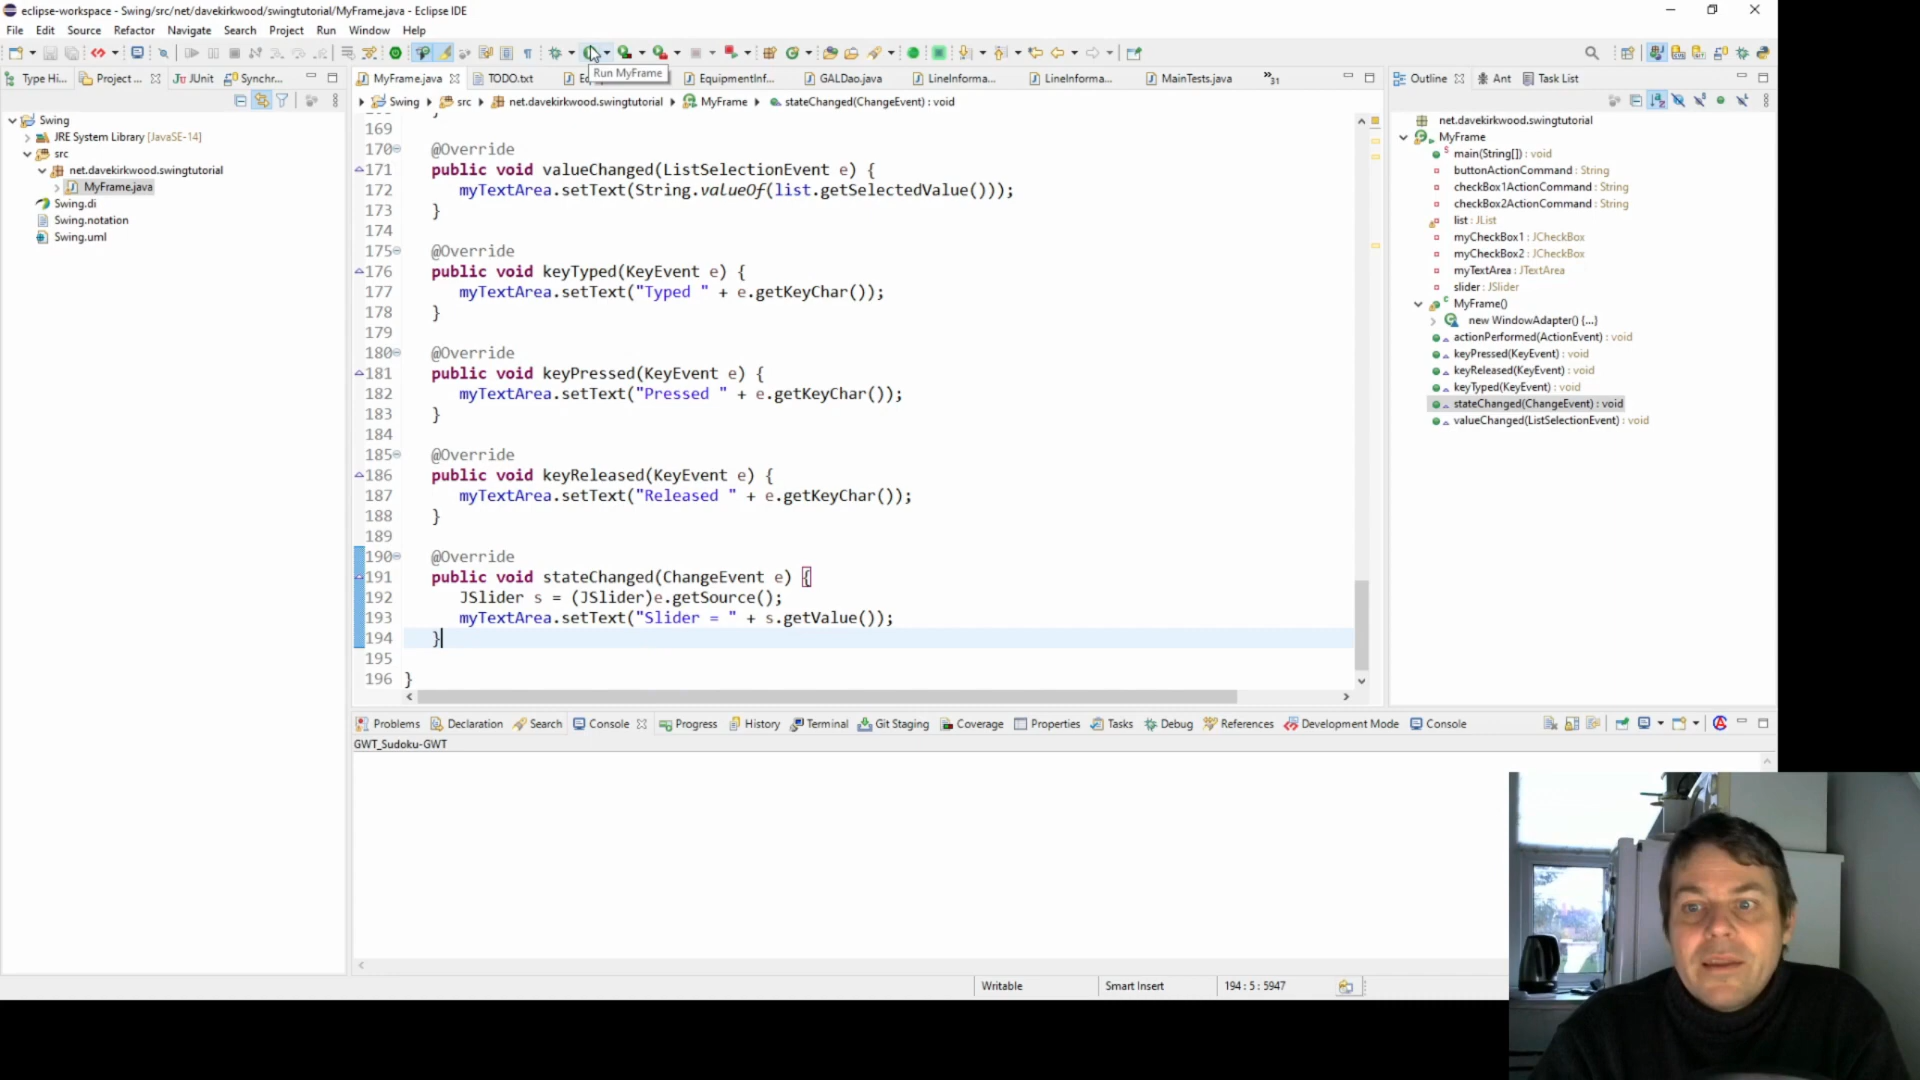 eclipse-workspace - Swing/src/net/davekirkwood/swingtutorial/MyFrame.java - Eclipse IDE
File Edit Source Refactor Navigate Search Project Run Window Help
Run MyFrame
Type Hi... Project ... JUnit Synchr...
MyFrame.java TODO.txt EquipmentInf... GALDao.java LineInforma... LineInforma... MainTests.java »31
Outline Ant Task List
Swing src net.davekirkwood.swingtutorial MyFrame stateChanged(ChangeEvent) : void
Swing
JRE System Library [JavaSE-14]
src
net.davekirkwood.swingtutorial
MyFrame.java
Swing.di
Swing.notation
Swing.uml
169
170 @Override
171 public void valueChanged(ListSelectionEvent e) {
172 myTextArea.setText(String.valueOf(list.getSelectedValue()));
173 }
174
175 @Override
176 public void keyTyped(KeyEvent e) {
177 myTextArea.setText("Typed " + e.getKeyChar());
178 }
179
180 @Override
181 public void keyPressed(KeyEvent e) {
182 myTextArea.setText("Pressed " + e.getKeyChar());
183 }
184
185 @Override
186 public void keyReleased(KeyEvent e) {
187 myTextArea.setText("Released " + e.getKeyChar());
188 }
189
190 @Override
191 public void stateChanged(ChangeEvent e) {
192 JSlider s = (JSlider)e.getSource();
193 myTextArea.setText("Slider = " + s.getValue());
194 }
195
196 }
net.davekirkwood.swingtutorial
MyFrame
main(String[]) : void
buttonActionCommand : String
checkBox1ActionCommand : String
checkBox2ActionCommand : String
list : JList
myCheckBox1 : JCheckBox
myCheckBox2 : JCheckBox
myTextArea : JTextArea
slider : JSlider
MyFrame()
new WindowAdapter() {...}
actionPerformed(ActionEvent) : void
keyPressed(KeyEvent) : void
keyReleased(KeyEvent) : void
keyTyped(KeyEvent) : void
stateChanged(ChangeEvent) : void
valueChanged(ListSelectionEvent) : void
Problems Declaration Search Console Progress History Terminal Git Staging Coverage Properties Tasks Debug References Development Mode Console
GWT_Sudoku-GWT
Writable Smart Insert 194 : 5 : 5947